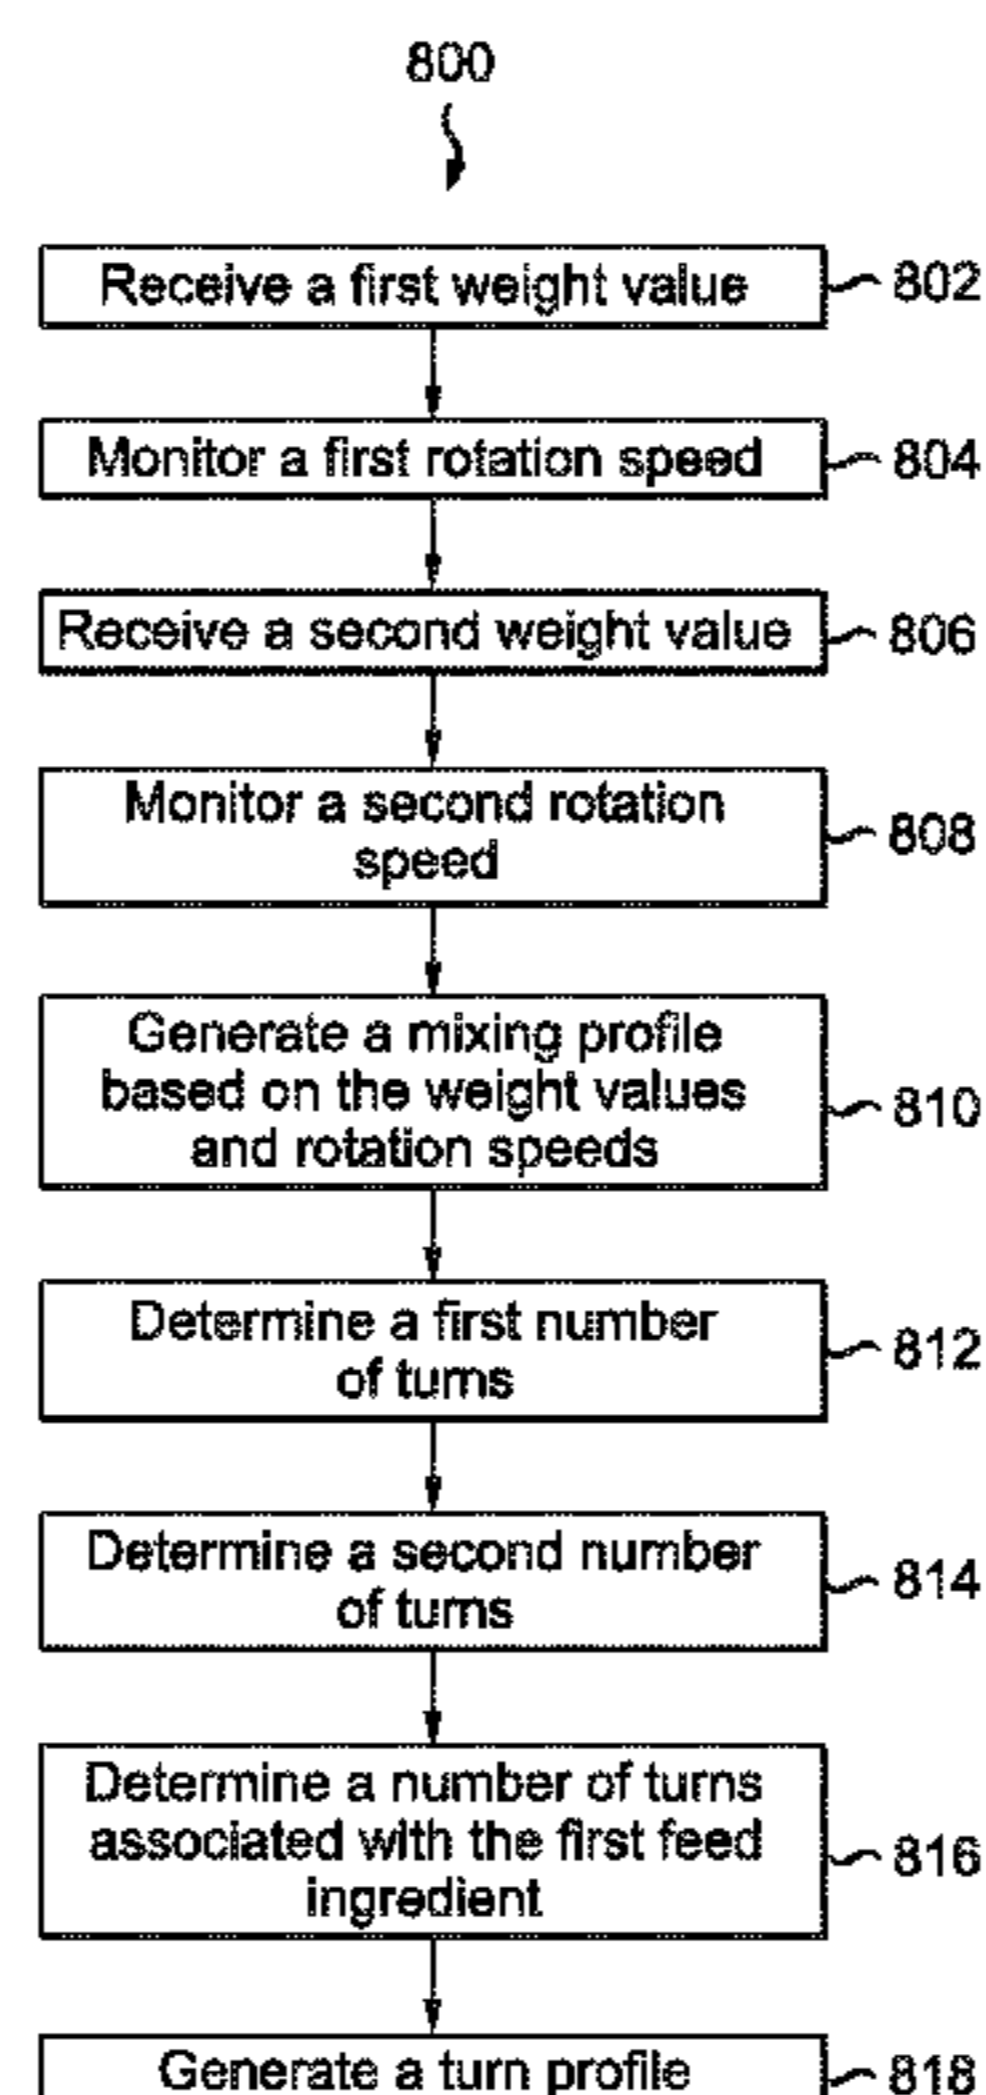 800
Receive a first weight value
802
Monitor a first rotation speed
804
Receive a second weight value
806
Monitor a second rotation
speed
808
Generate a mixing profile
based on the weight values
and rotation speeds
810
Determine a first number
of turns
812
Determine a second number
of turns
814
Determine a number of turns
associated with the first feed
ingredient
816
Generate a turn profile
818